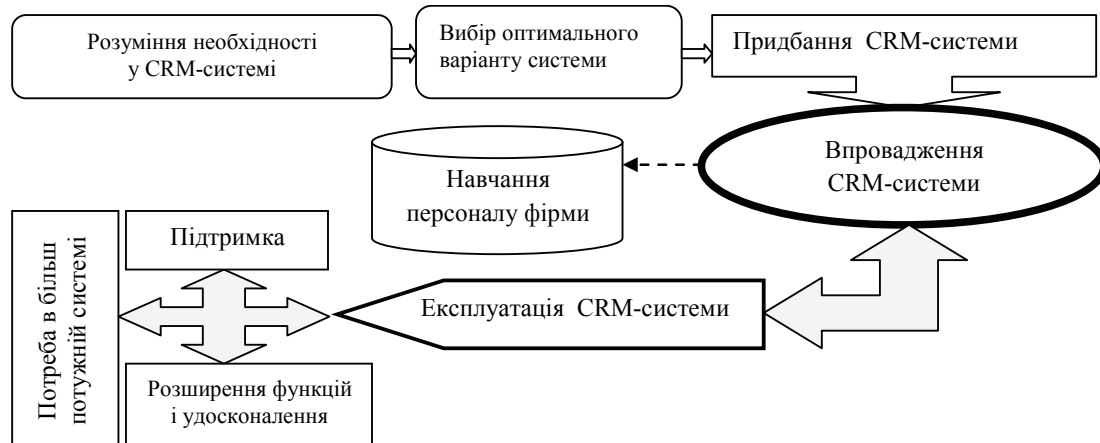 Розуміння необхідності
у CRM-системі
Вибір оптимального
варіанту системи
Придбання CRM-системи
Впровадження
CRM-системи
Навчання
персоналу фірми
Експлуатація CRM-системи
Підтримка
Розширення функцій
і удосконалення
Потреба в більш
потужній системі